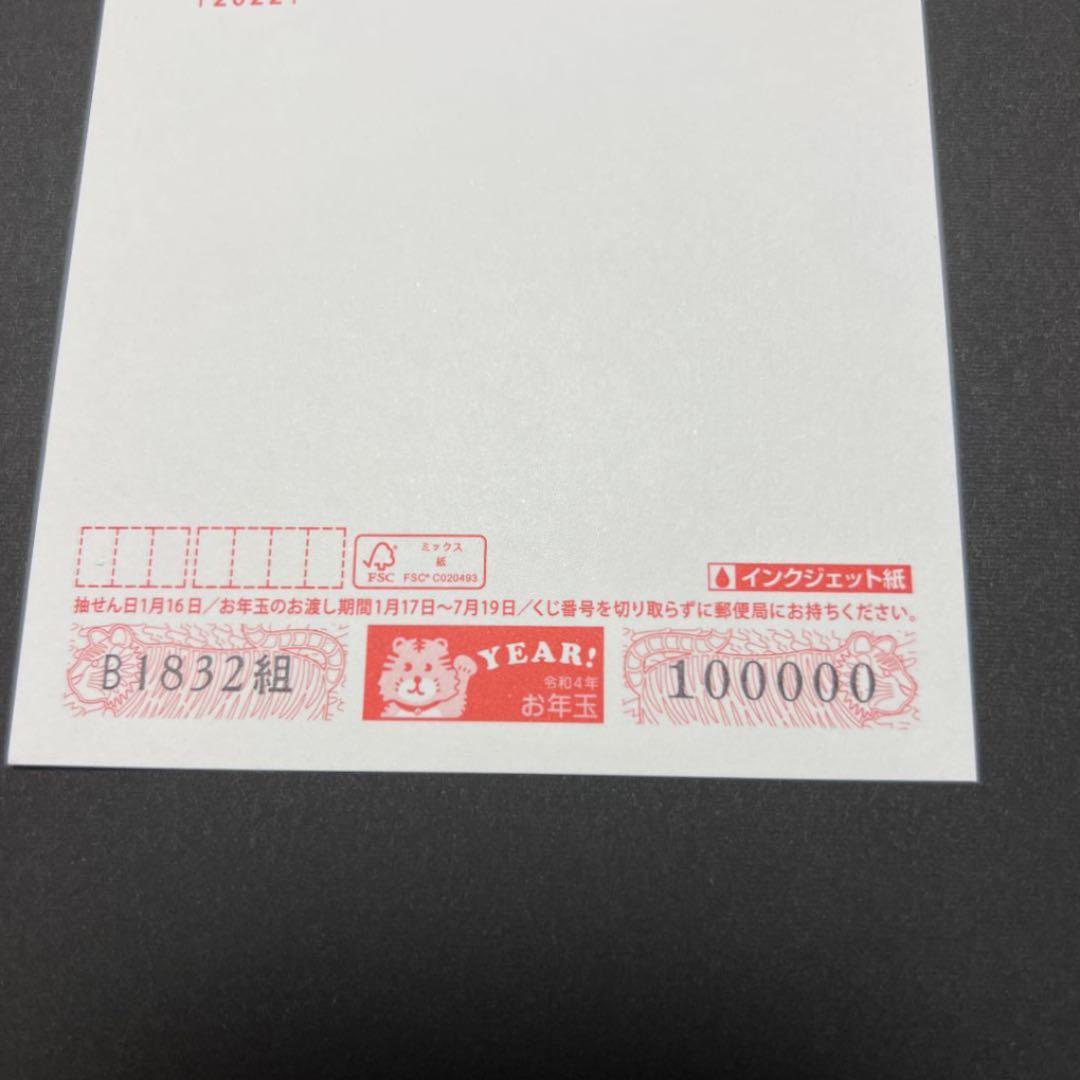 2022
ミックス
紙
FSC
FSC® C020493
インクジェット紙
抽せん日1月16日／お年玉のお渡し期間1月17日～7月19日／くじ番号を切り取らずに郵便局にお持ちください。
B1832組
YEAR!
令和4年
お年玉
100000